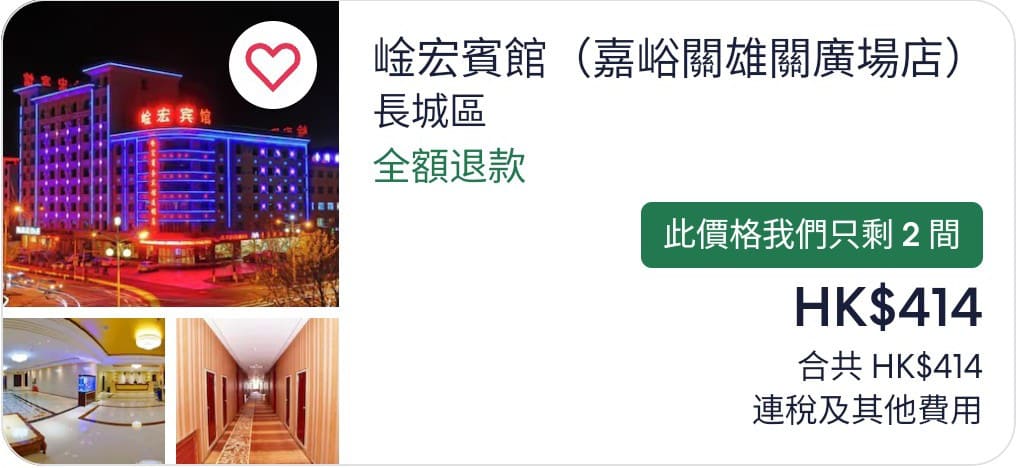 崯宏賓館（嘉峪關雄關廣場店）
長城區
全額退款
此價格我們只剩 2 間
HK$414
合共 HK$414
連稅及其他費用
宏宾馆